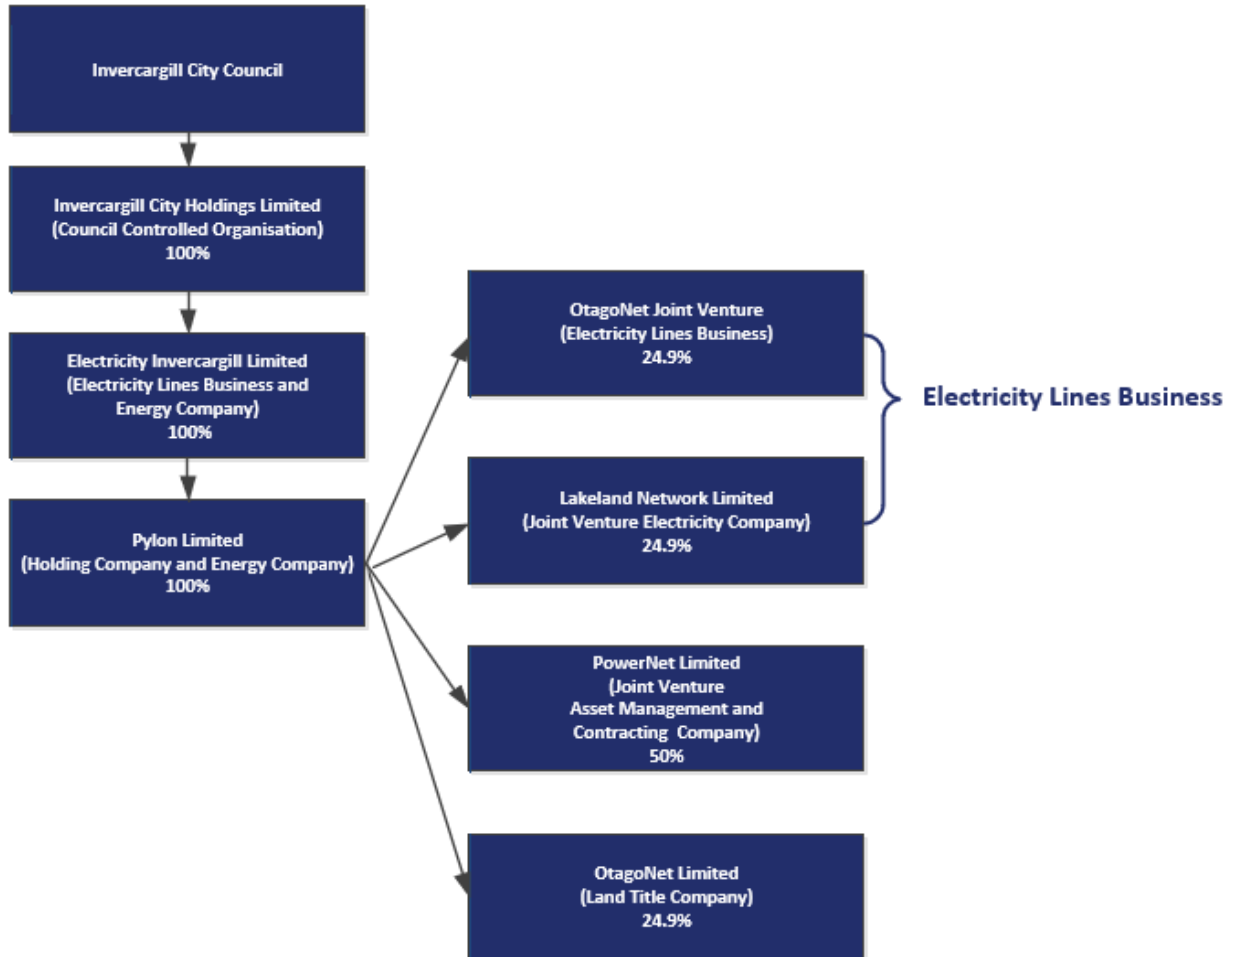 Invercargill City Council
Invercargill City Holdings Limited
(Council Controlled Organisation)
100%
Electricity Invercargill Limited
(Electricity Lines Business and
Energy Company)
100%
Pylon Limited
(Holding Company and Energy Company)
100%
OtagoNet Joint Venture
(Electricity Lines Business)
24.9%
Lakeland Network Limited
(Joint Venture Electricity Company)
24.9%
Electricity Lines Business
PowerNet Limited
(Joint Venture
Asset Management and
Contracting Company)
50%
OtagoNet Limited
(Land Title Company)
24.9%